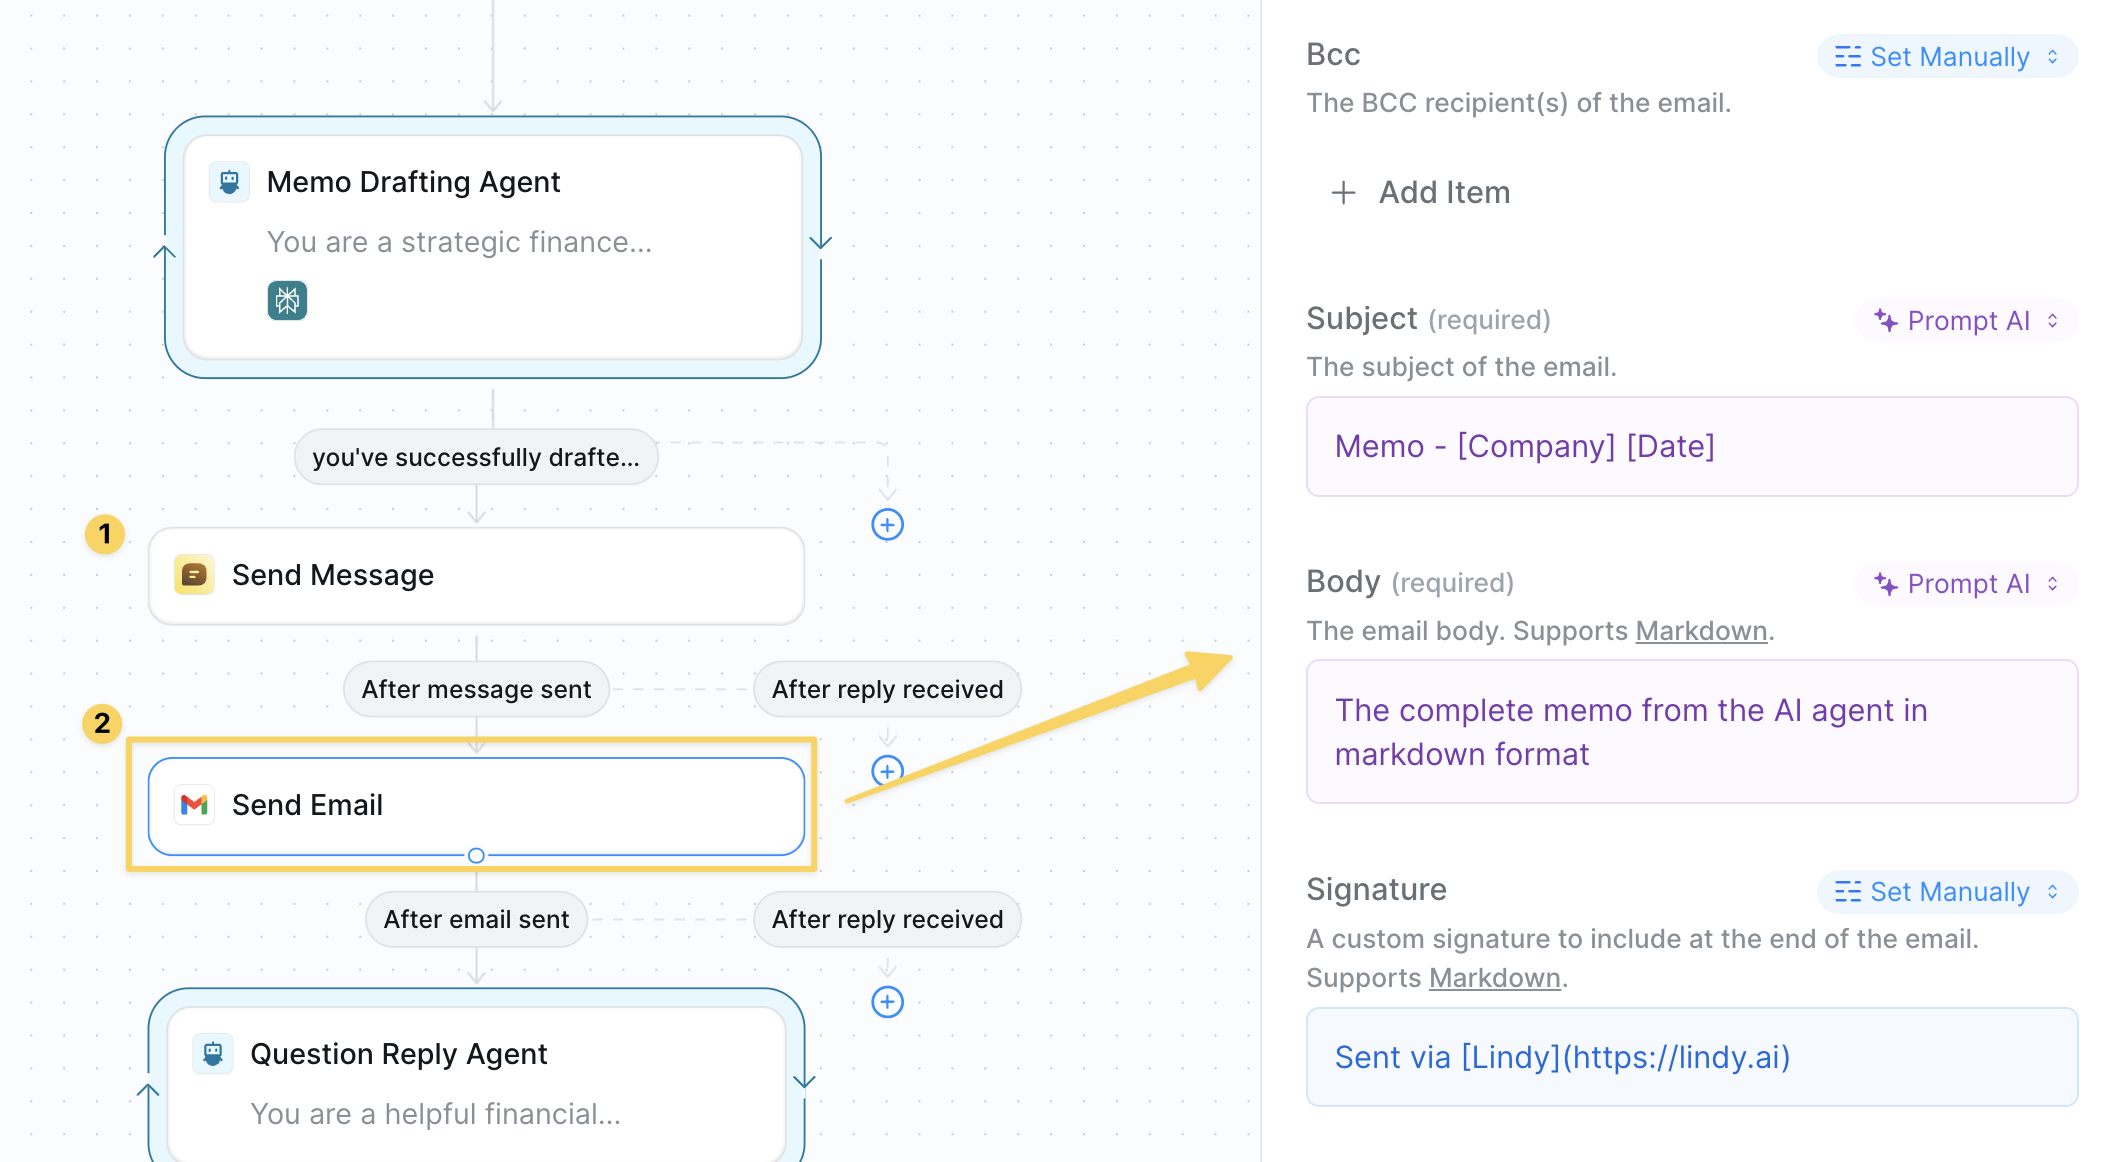 Memo Drafting Agent
You are a strategic finance...
you've successfully drafte...
1
Send Message
After message sent
After reply received
2
Send Email
After email sent
After reply received
Question Reply Agent
You are a helpful financial...
Bcc
Set Manually
The BCC recipient(s) of the email.
Add Item
Subject (required)
Prompt AI
The subject of the email.
Memo - [Company] [Date]
Body (required)
Prompt AI
The email body. Supports Markdown.
The complete memo from the AI agent in
markdown format
Signature
Set Manually
A custom signature to include at the end of the email.
Supports Markdown.
Sent via [Lindy](https://lindy.ai)